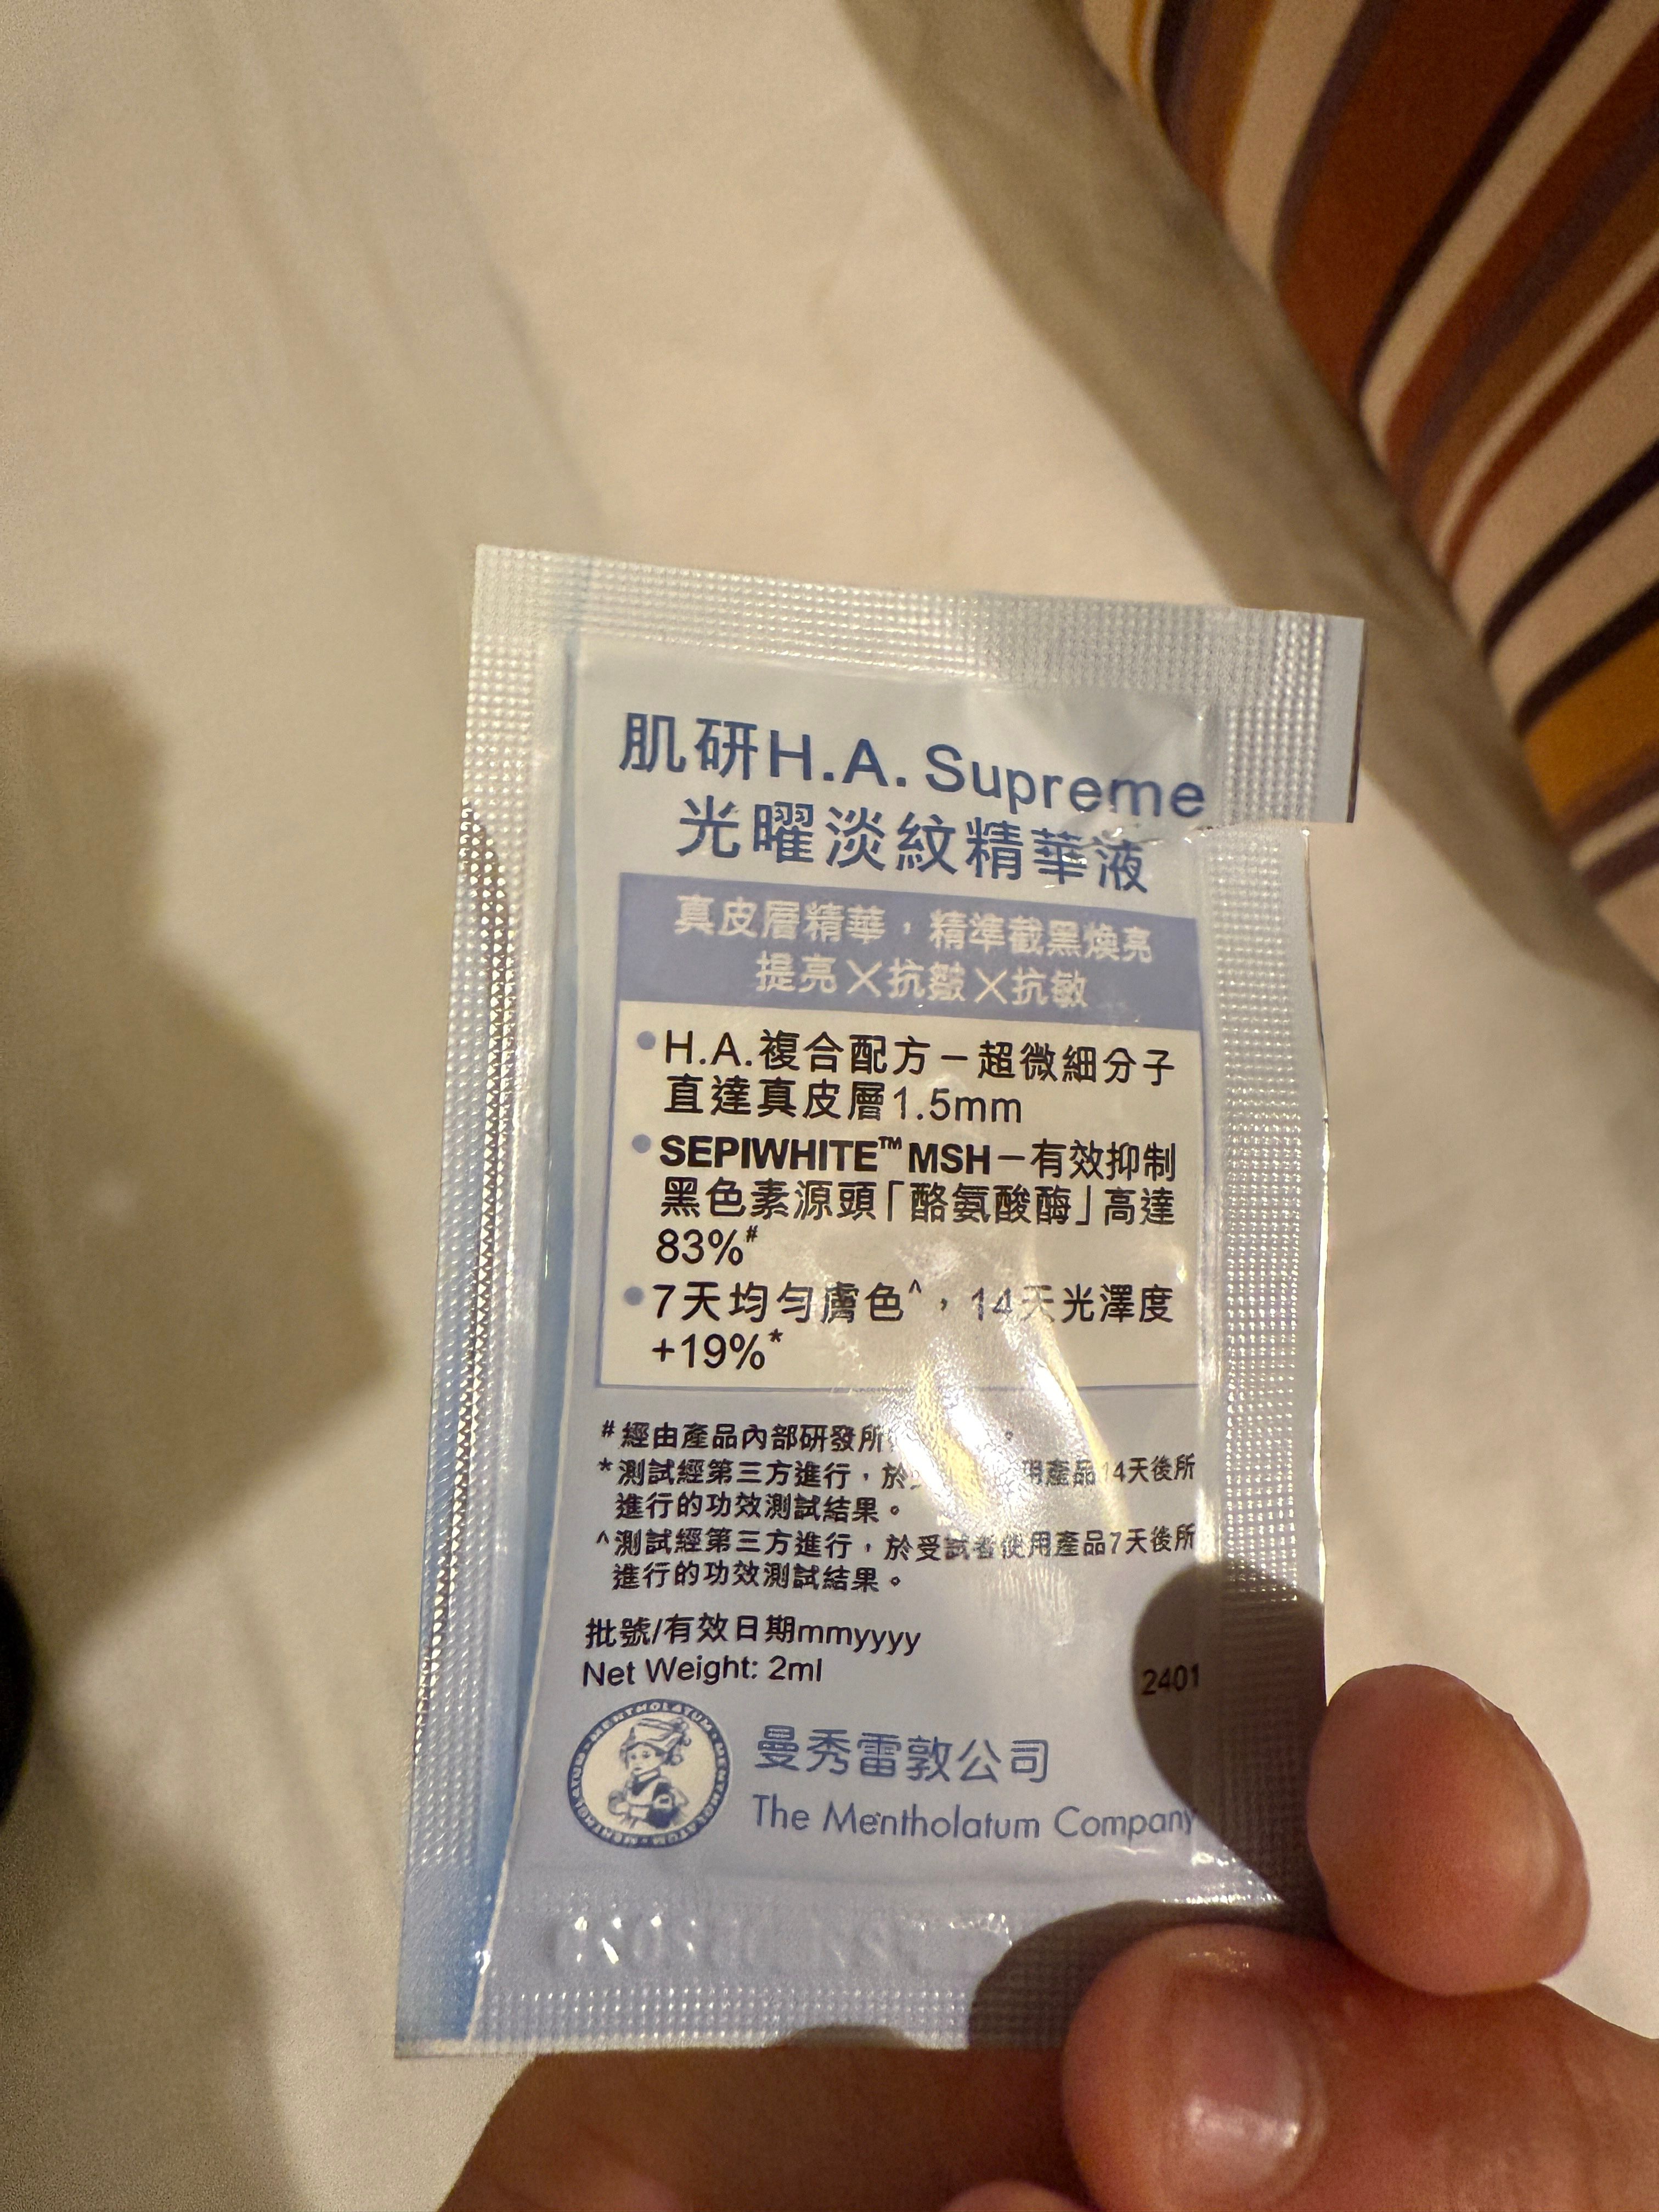 肌研H.A. Supreme
光曜淡紋精華液
真皮層精華，精準截黑煥亮
提亮X抗皺X抗敏
H.A.複合配方－超微細分子
直達真皮層1.5mm
SEPIWHITE™ MSH－有效抑制
黑色素源頭「酪氨酸酶」高達
83%#
7天均勻膚色^，14天光澤度
+19%*
# 經由產品內部研發所 。
* 測試經第三方進行，於 用產品14天後所
進行的功效測試結果。
^ 測試經第三方進行，於受試者使用產品7天後所
進行的功效測試結果。
批號/有效日期mmyyyy
Net Weight: 2ml
2401
MENTHOLATUM
曼秀雷敦公司
The Mentholatum Company